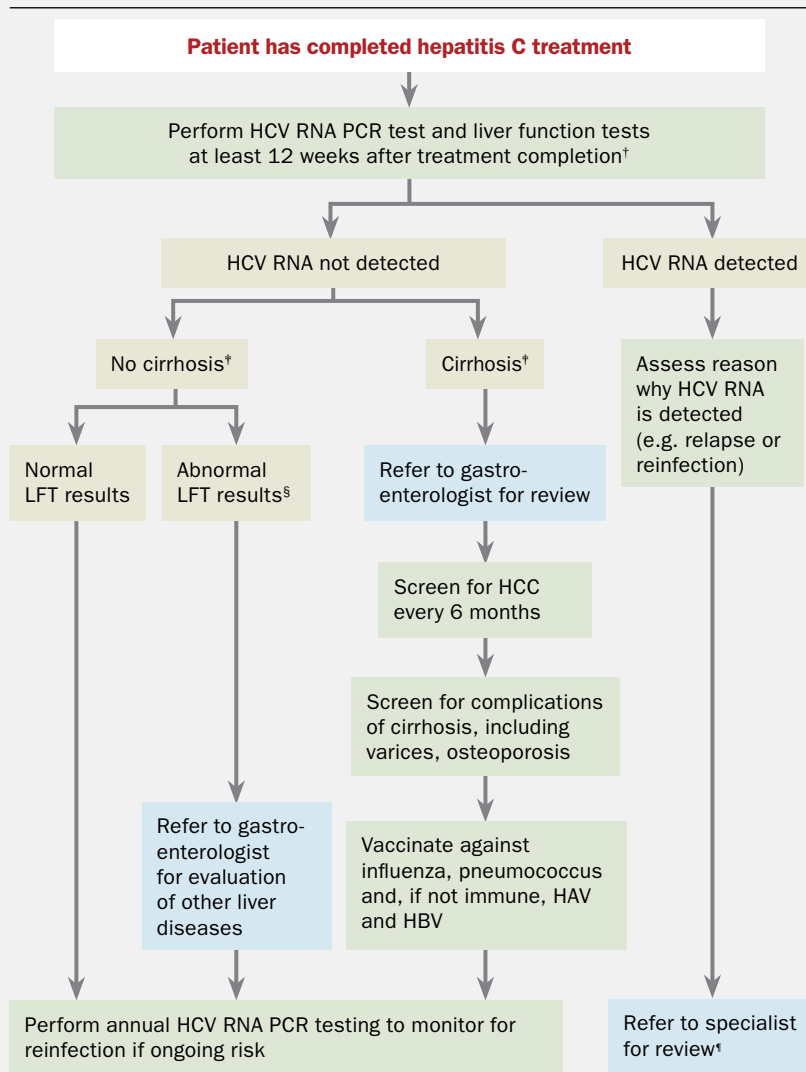 Patient has completed hepatitis C treatment
Perform HCV RNA PCR test and liver function tests
at least 12 weeks after treatment completion†
HCV RNA not detected
HCV RNA detected
No cirrhosis‡
Cirrhosis‡
Assess reason
why HCV RNA
is detected
(e.g. relapse or
reinfection)
Normal
LFT results
Abnormal
LFT results§
Refer to gastro-
enterologist for review
Screen for HCC
every 6 months
Screen for complications
of cirrhosis, including
varices, osteoporosis
Refer to gastro-
enterologist
for evaluation
of other liver
diseases
Vaccinate against
influenza, pneumococcus
and, if not immune, HAV
and HBV
Perform annual HCV RNA PCR testing to monitor for
reinfection if ongoing risk
Refer to specialist
for review¶